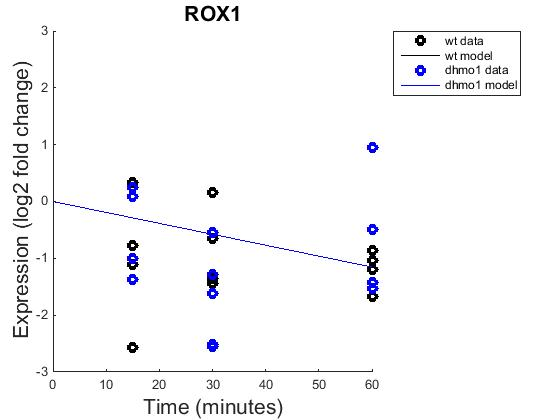 ROX1
wt data
wt model
dhmo1 data
dhmo1 model
Expression (log2 fold change)
3
2
1
0
-1
-2
-3
0 10 20 30 40 50 60
Time (minutes)